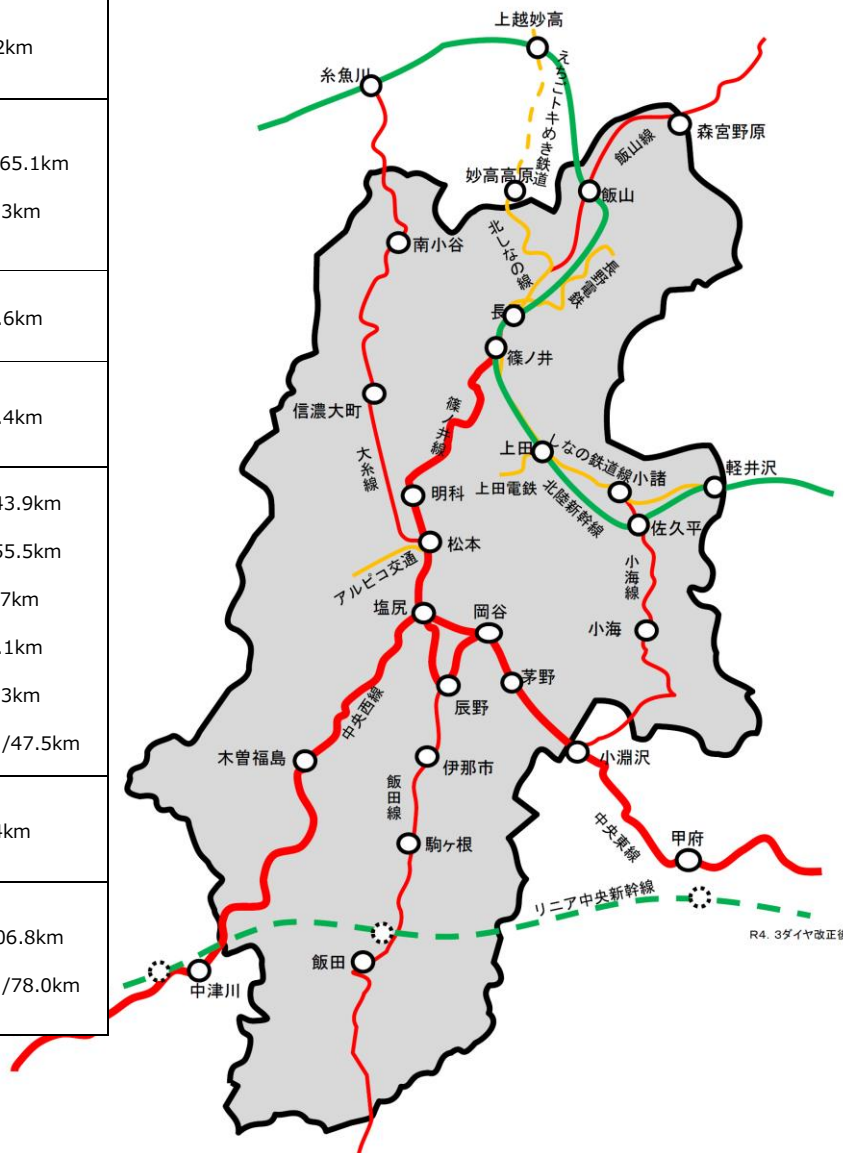 2km
65.1km
3km
.6km
.4km
43.9km
55.5km
7km
.1km
3km
/47.5km
4km
06.8km
/78.0km
上越妙高
糸魚川
えちごトキめき鉄道
森宮野原
飯山線
妙高高原
飯山
南小谷
北しなの線
長野電鉄
長
篠ノ井
信濃大町
篠ノ井線
大糸線
上田
しなの鉄道線
小諸
軽井沢
上田電鉄
北陸新幹線
明科
佐久平
松本
アルピコ交通
小海線
塩尻
岡谷
小海
茅野
辰野
中央西線
木曽福島
伊那市
小淵沢
飯田線
駒ヶ根
中央東線
甲府
リニア中央新幹線
R4. 3ダイヤ改正後
飯田
中津川